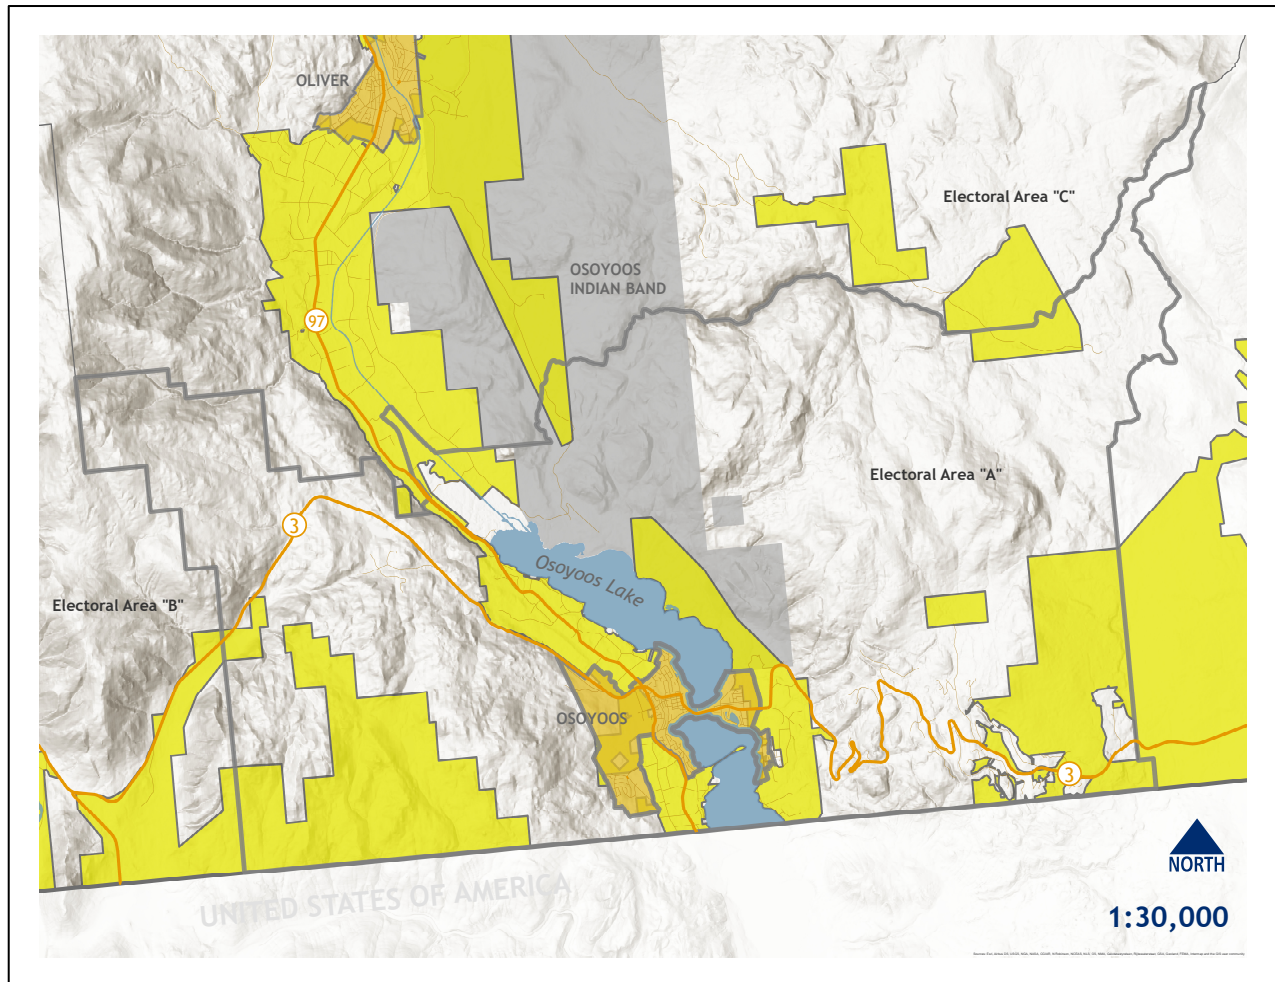 OLIVER
Electoral Area "C"
OSOYOOS
INDIAN BAND
97
Electoral Area "A"
3
Osoyoos Lake
Electoral Area "B"
OSOYOOS
3
NORTH
UNITED STATES OF AMERICA
1:30,000